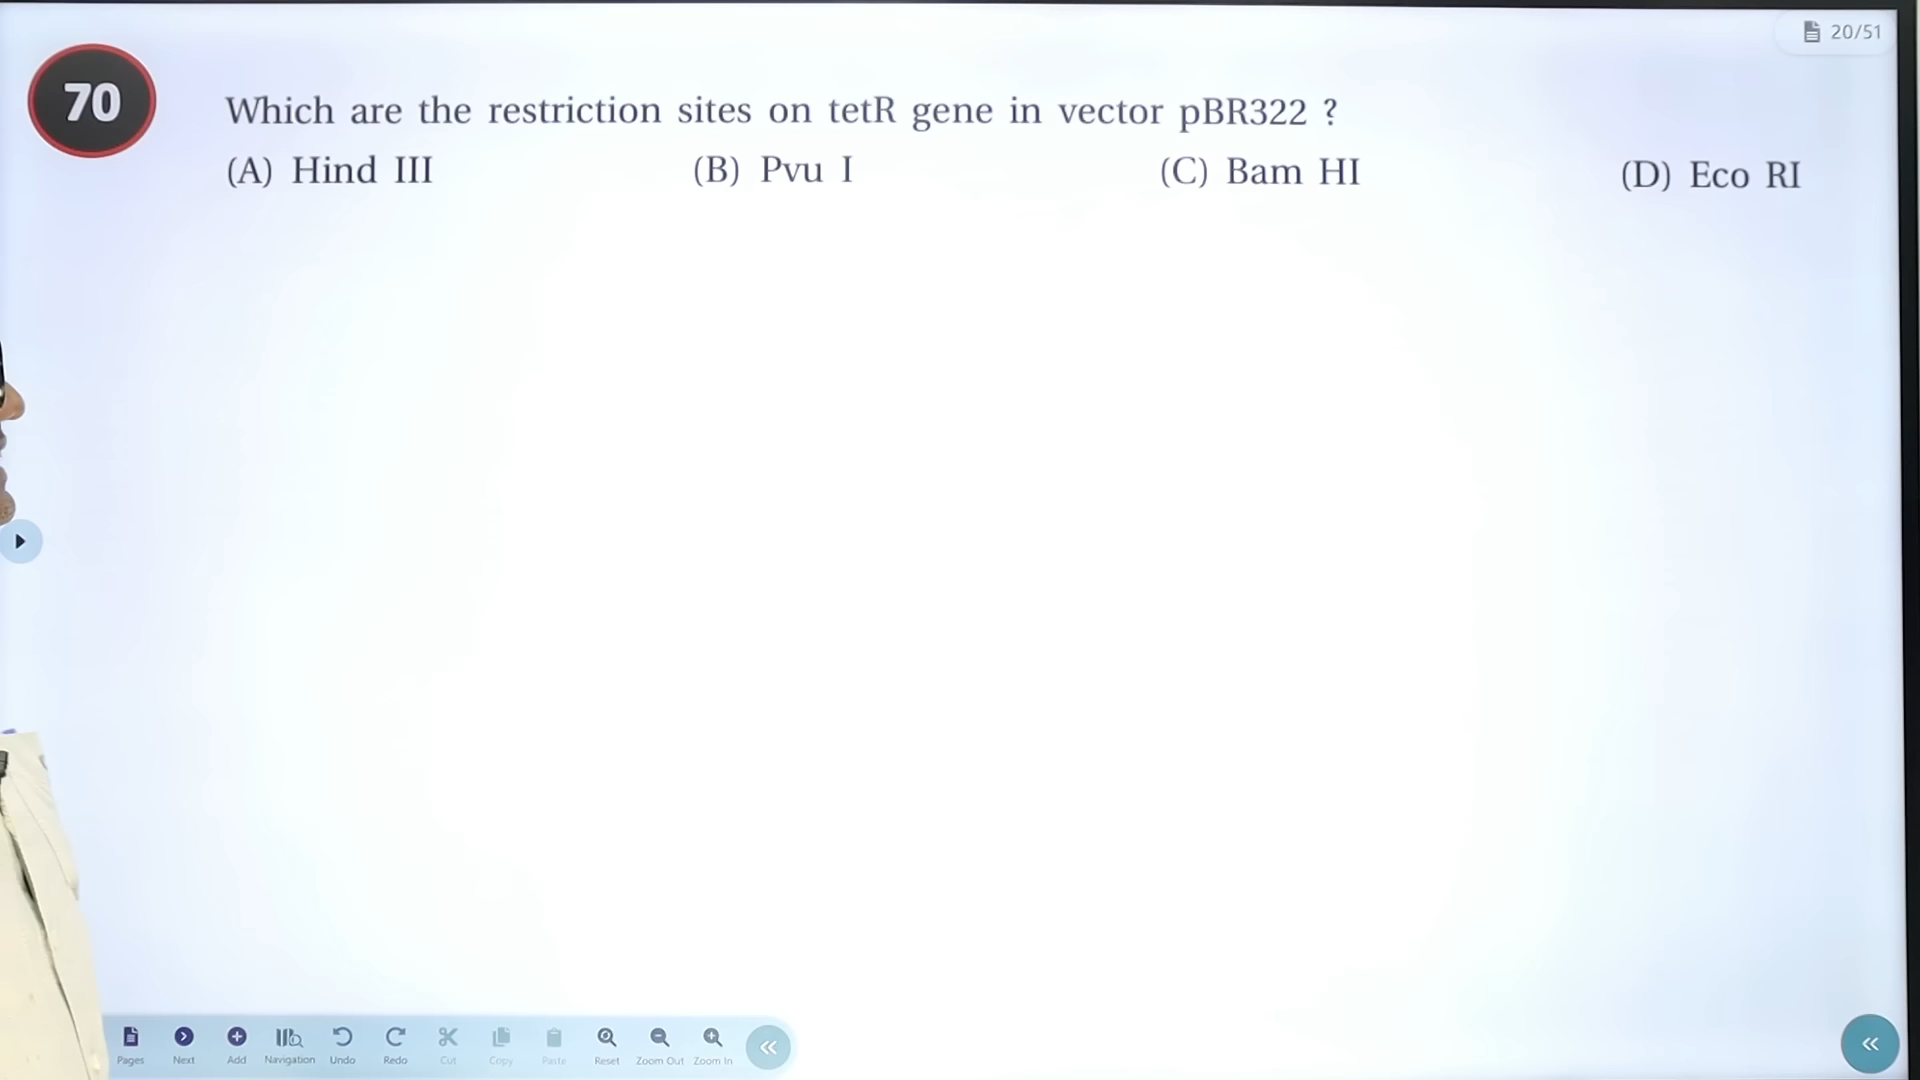 20/51
70
Which are the restriction sites on tetR gene in vector pBR322 ?
(A) Hind III (B) Pvu I (C) Bam HI (D) Eco RI
Pages Next Add Navigation Undo Redo Cut Copy Paste Reset Zoom Out Zoom In